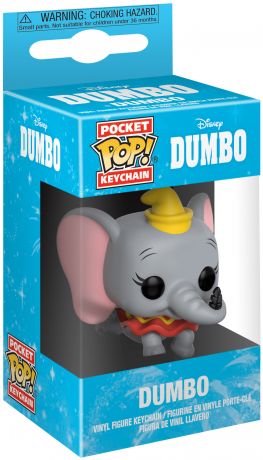 WARNING: CHOKING HAZARD.
Small parts. Not suitable for children under 36 months.
DUMBO
POCKET
POP!
KEYCHAIN
Disney
DUMBO
POCKET
POP!
KEYCHAIN
DUMBO
VINYL FIGURE KEYCHAIN / FIGURINE EN VINYLE PORTE-CLÉ
FIGURA DE VINIL LLAVERO